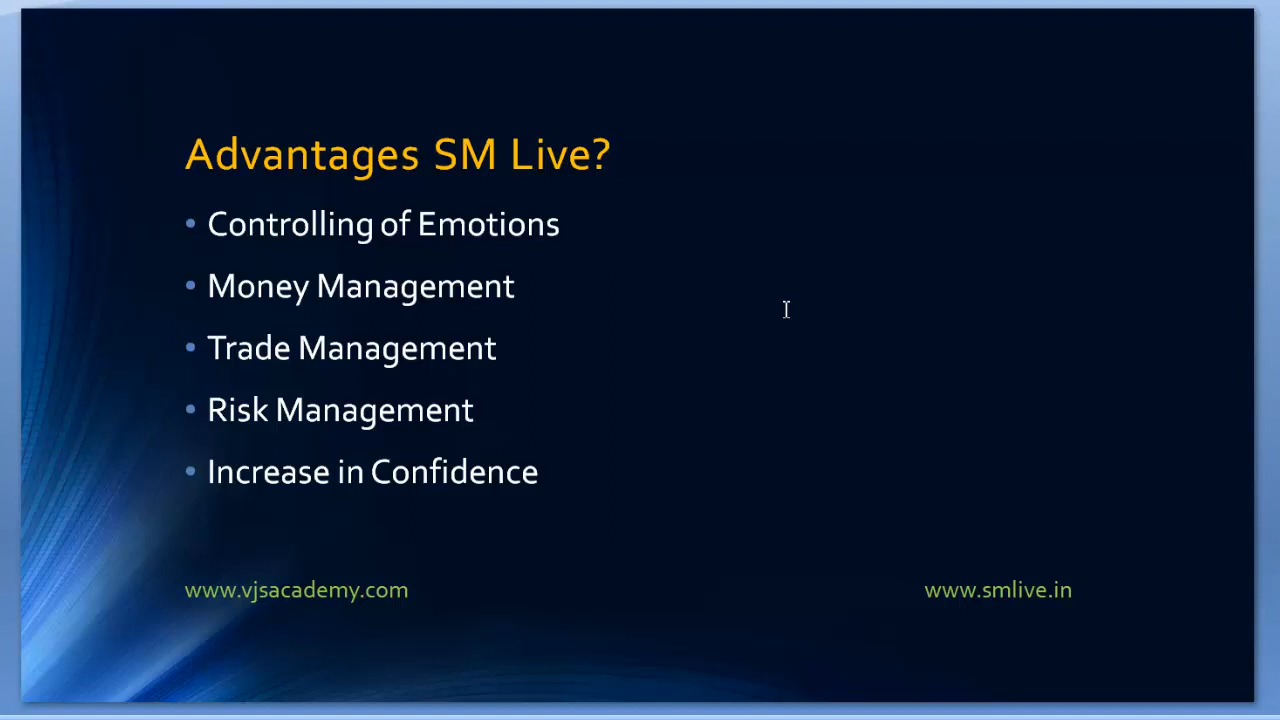 Advantages SM Live?
• Controlling of Emotions
• Money Management
• Trade Management
• Risk Management
• Increase in Confidence
www.vjsacademy.com
www.smlive.in